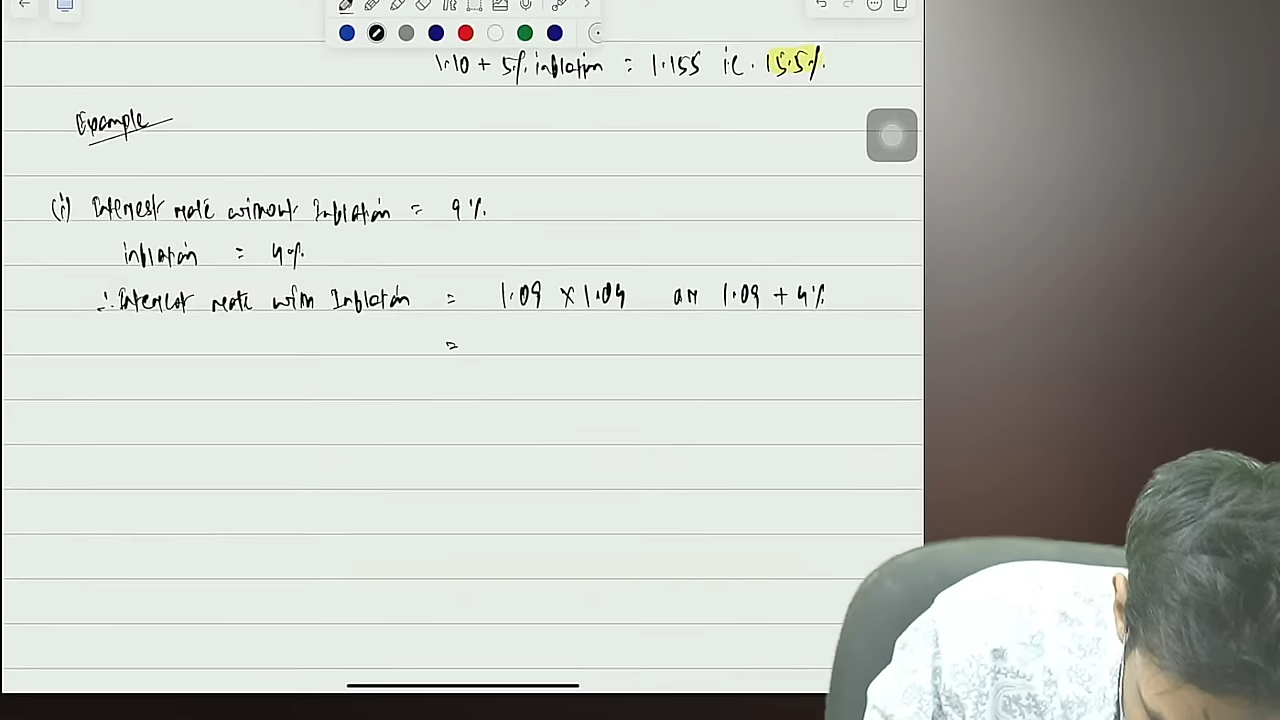 1.10 + 5% inflation = 1.155 i.e. 15.5%.
Example
(i) Interest rate without Inflation = 9%.
inflation = 4%.
∴ Interest rate with Inflation = 1.09 × 1.04 or 1.09 + 4%
=